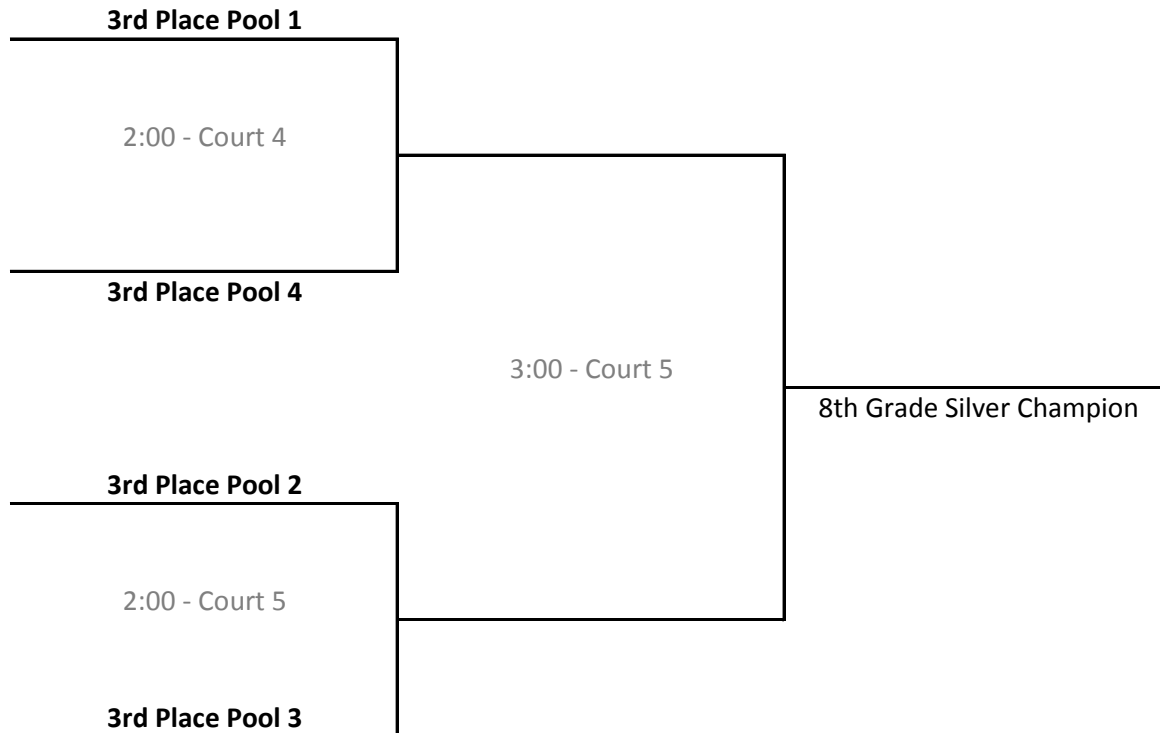 3rd Place Pool 1
2:00 - Court 4
3rd Place Pool 4
3:00 - Court 5
8th Grade Silver Champion
3rd Place Pool 2
2:00 - Court 5
3rd Place Pool 3